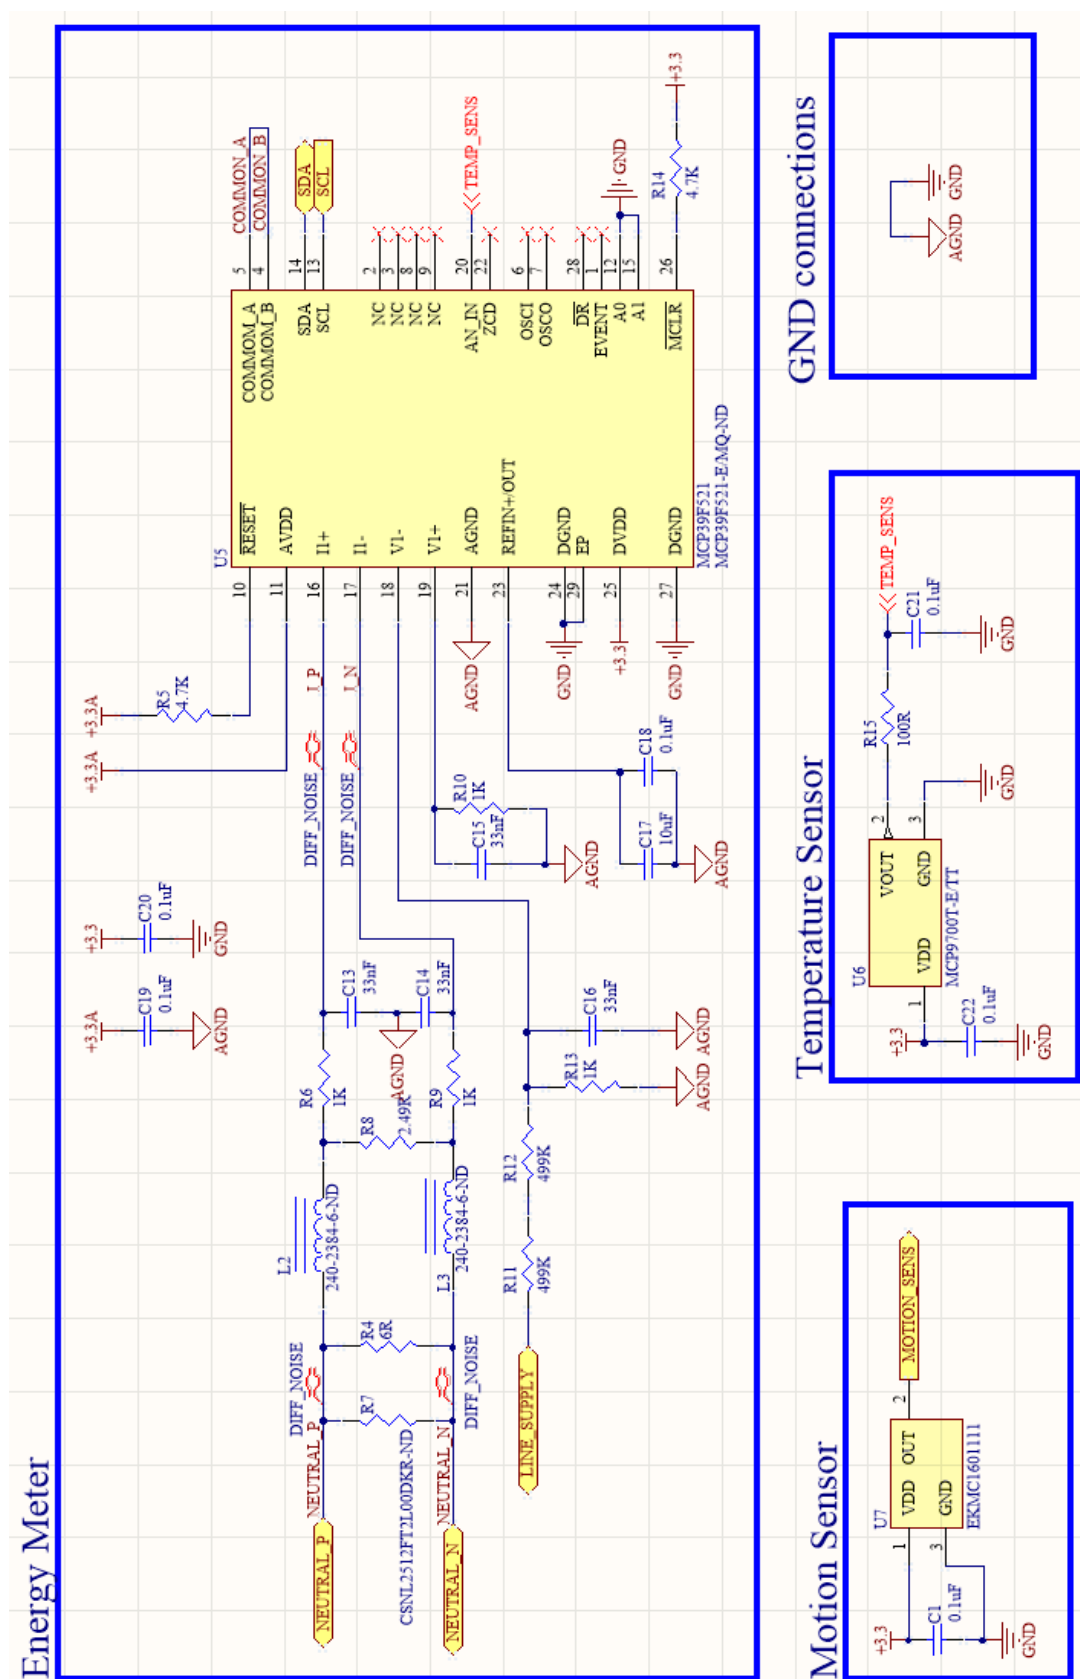 Energy Meter
+3.3A
C19
0.1uF
AGND
+3.3
C20
0.1uF
GND
+3.3A
+3.3A
R5
4.7K
NEUTRAL_P
NEUTRAL_P
DIFF_NOISE
R7
CSNL2512FT2L00DKR-ND
R4
6R
NEUTRAL_N
NEUTRAL_N
DIFF_NOISE
L2
240-2384-6-ND
L3
240-2384-6-ND
R8
2.49R
R6
1K
R9
1K
C13
33nF
C14
33nF
AGND
DIFF_NOISE
I_P
DIFF_NOISE
I_N
LINE_SUPPLY
R11
499K
R12
499K
R13
1K
AGND
C16
33nF
AGND
C15
33nF
R10
1K
AGND
C17
10uF
C18
0.1uF
AGND
AGND
GND
+3.3
GND
U5
10
RESET
11
AVDD
16
I1+
17
I1-
18
V1-
19
V1+
21
AGND
23
REFIN+/OUT
24
DGND
29
EP
25
DVDD
27
DGND
MCP39F521
MCP39F521-E/MQ-ND
COMMOM_A
5
COMMON_A
COMMOM_B
4
COMMON_B
SDA
14
SDA
SCL
13
SCL
NC
2
NC
3
NC
8
NC
9
AN_IN
20
TEMP_SENS
ZCD
22
OSCI
6
OSCO
7
DR
28
EVENT
1
A0
12
A1
15
GND
MCLR
26
R14
4.7K
+3.3
Motion Sensor
+3.3
C1
0.1uF
GND
U7
1
VDD
OUT
2
3
GND
EKMC1601111
MOTION_SENS
Temperature Sensor
+3.3
C22
0.1uF
GND
U6
1
VDD
VOUT
2
GND
3
MCP9700T-E/TT
GND
R15
100R
C21
0.1uF
GND
TEMP_SENS
GND connections
AGND
GND